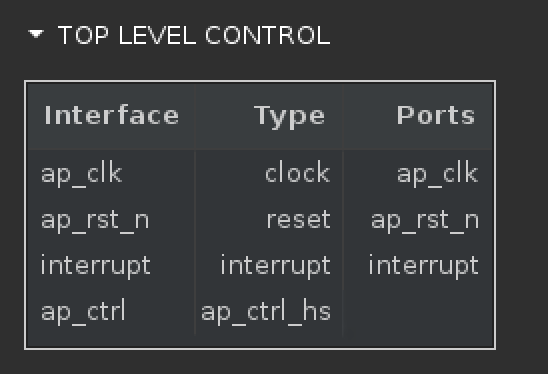 TOP LEVEL CONTROL
Interface Type Ports
ap_clk clock ap_clk
ap_rst_n reset ap_rst_n
interrupt interrupt interrupt
ap_ctrl ap_ctrl_hs